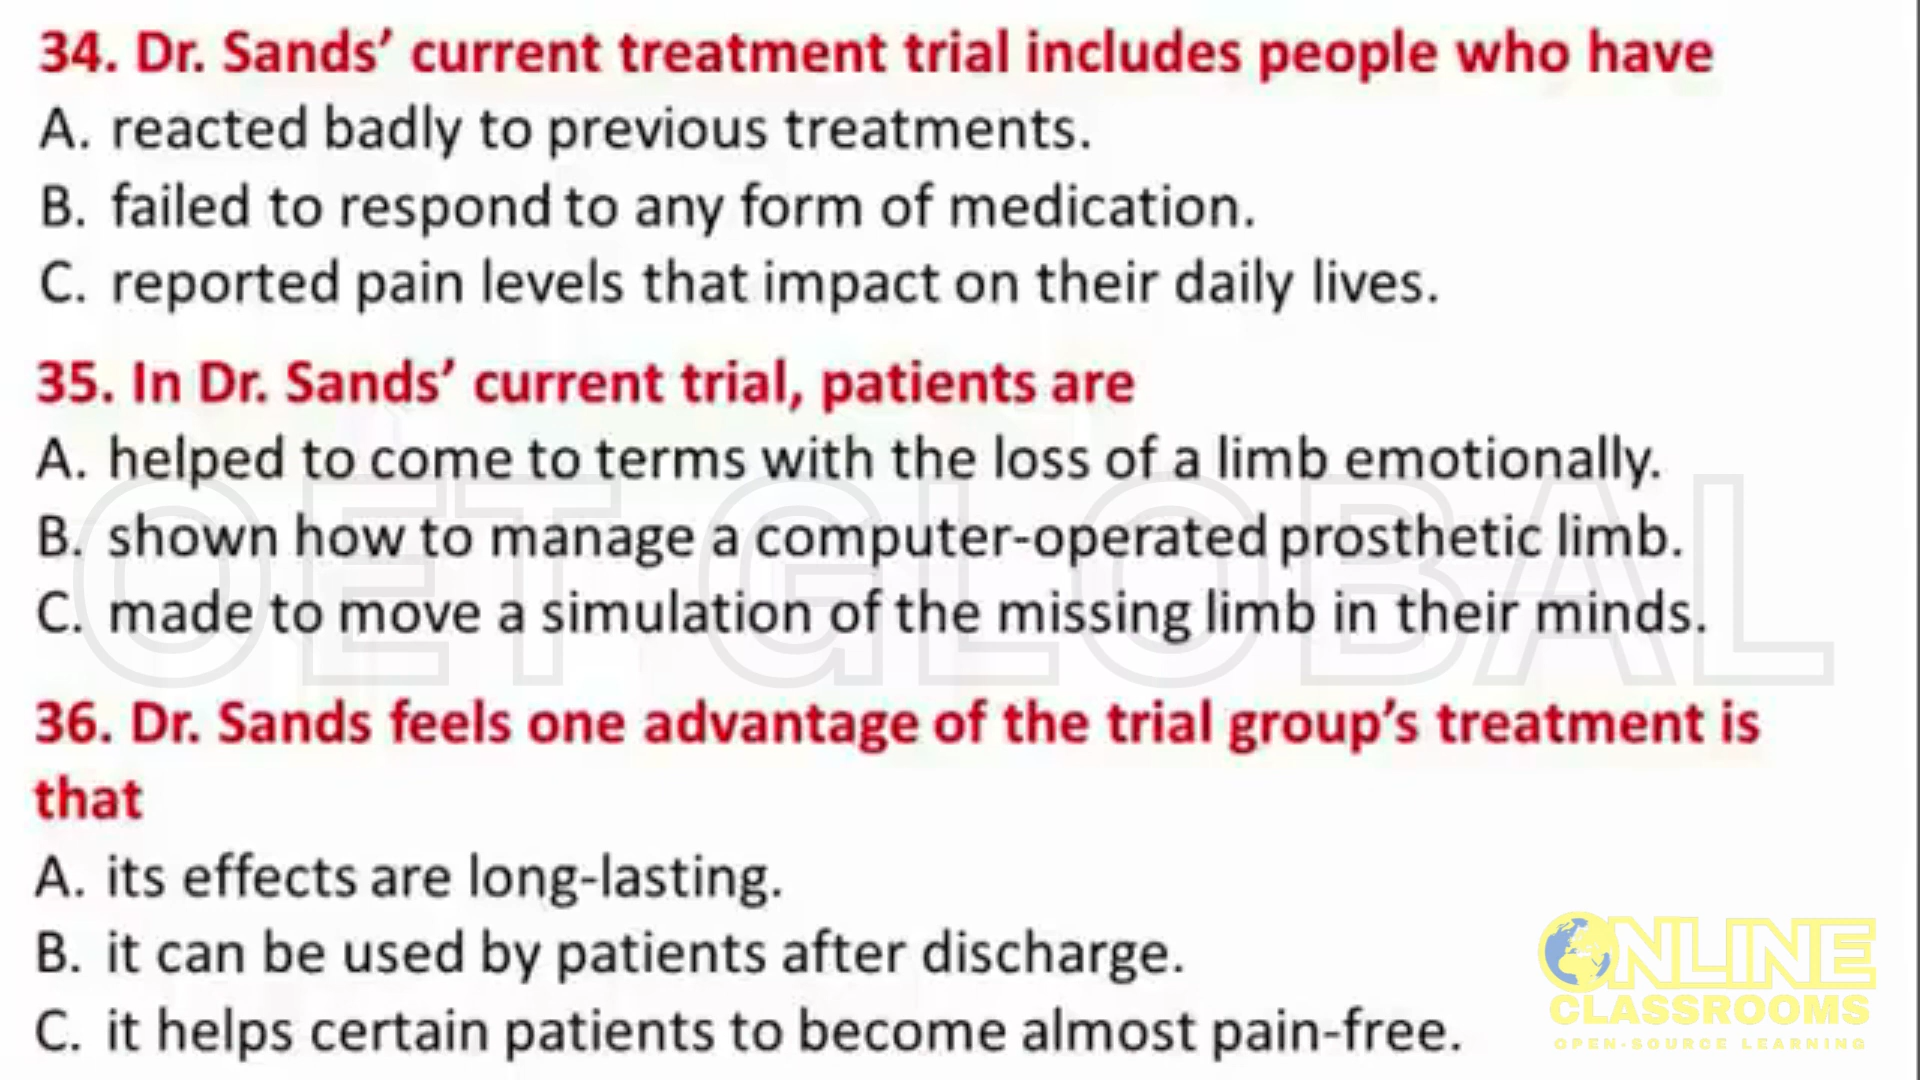 34. Dr. Sands’ current treatment trial includes people who have
A. reacted badly to previous treatments.
B. failed to respond to any form of medication.
C. reported pain levels that impact on their daily lives.
35. In Dr. Sands’ current trial, patients are
A. helped to come to terms with the loss of a limb emotionally.
B. shown how to manage a computer-operated prosthetic limb.
C. made to move a simulation of the missing limb in their minds.
OET GLOBAL
36. Dr. Sands feels one advantage of the trial group’s treatment is
that
A. its effects are long-lasting.
B. it can be used by patients after discharge.
C. it helps certain patients to become almost pain-free.
ONLINE
CLASSROOMS
OPEN-SOURCE LEARNING